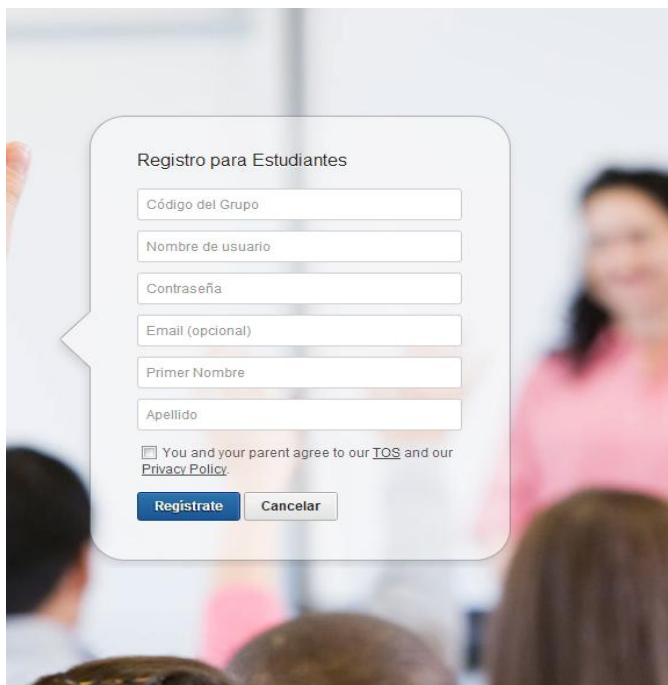 Registro para Estudiantes
Código del Grupo
Nombre de usuario
Contraseña
Email (opcional)
Primer Nombre
Apellido
You and your parent agree to our TOS and our
Privacy Policy.
Regístrate Cancelar